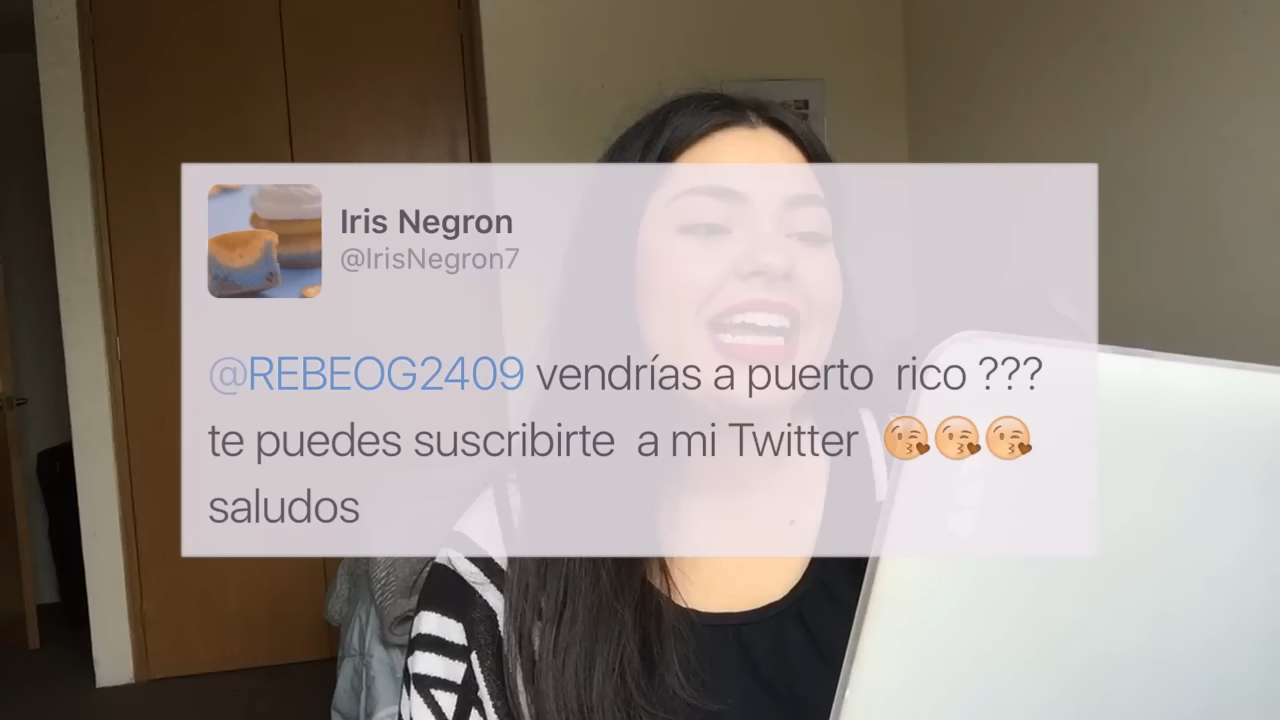 Iris Negron
@IrisNegron7
@REBEOG2409 vendrías a puerto rico ???
te puedes suscribirte a mi Twitter 😘😘😘
saludos